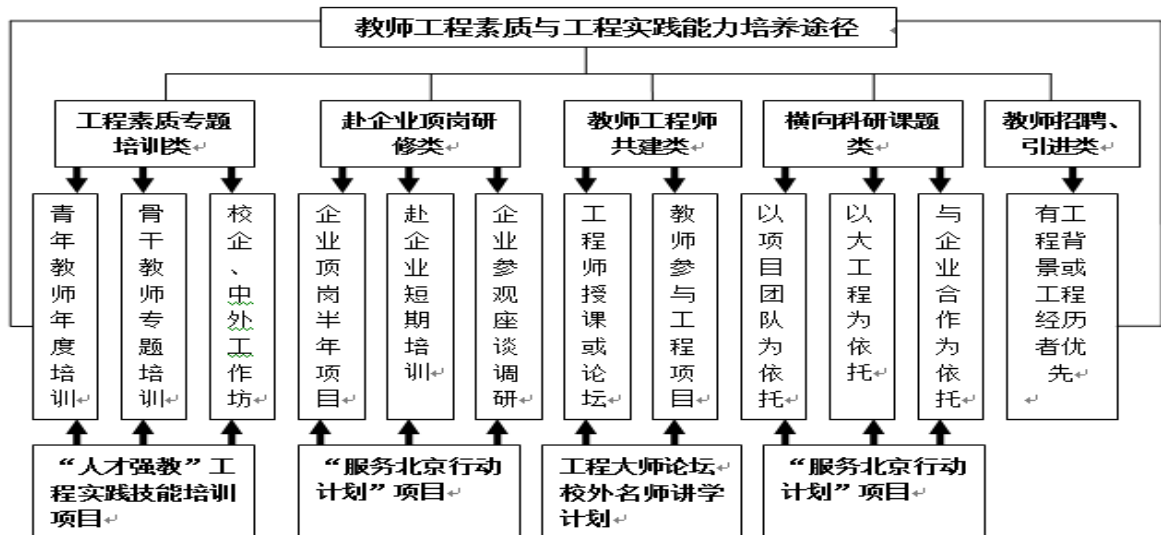 教师工程素质与工程实践能力培养途径
工程素质专题
培训类
赴企业顶岗研
修类
教师工程师
共建类
横向科研课题
类
教师招聘、
引进类
青年教师年度培训
骨干教师专题培训
校企、中外工作坊
企业顶岗半年项目
赴企业短期培训
企业参观座谈调研
工程师授课或论坛
教师参与工程项目
以项目团队为依托
以大工程为依托
与企业合作为依托
有工程背景或工程经历者优先
“人才强教”工
程实践技能培训
项目
“服务北京行动
计划”项目
工程大师论坛
校外名师讲学
计划
“服务北京行动
计划”项目